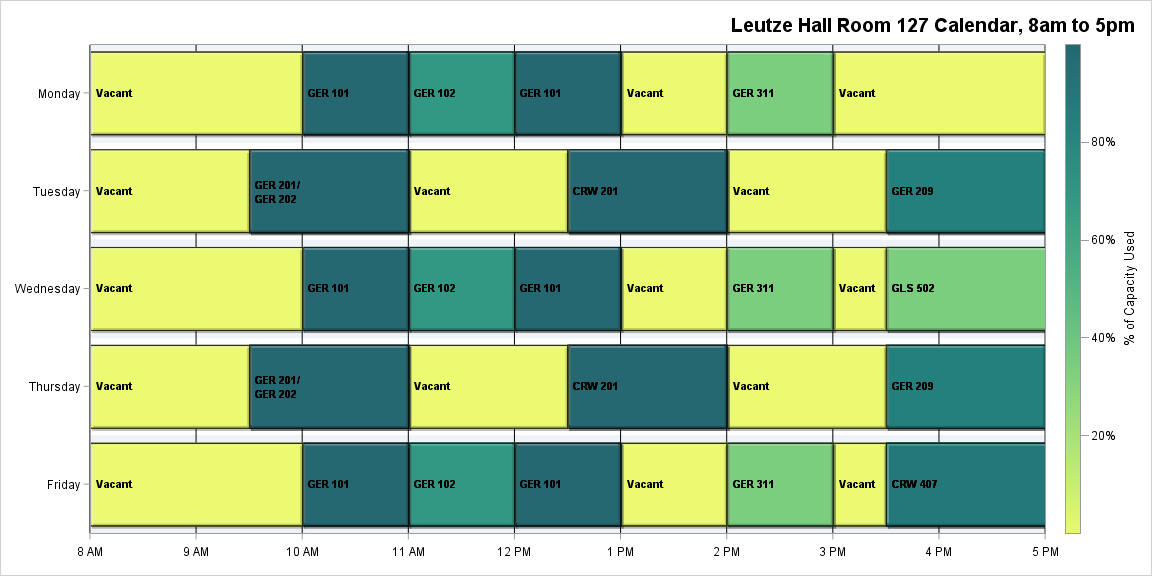 Leutze Hall Room 127 Calendar, 8am to 5pm
Monday
Vacant
GER 101
GER 102
GER 101
Vacant
GER 311
Vacant
Tuesday
Vacant
GER 201/
GER 202
Vacant
CRW 201
Vacant
GER 209
Wednesday
Vacant
GER 101
GER 102
GER 101
Vacant
GER 311
Vacant
GLS 502
Thursday
Vacant
GER 201/
GER 202
Vacant
CRW 201
Vacant
GER 209
Friday
Vacant
GER 101
GER 102
GER 101
Vacant
GER 311
Vacant
CRW 407
8 AM
9 AM
10 AM
11 AM
12 PM
1 PM
2 PM
3 PM
4 PM
5 PM
80%
60%
40%
20%
% of Capacity Used